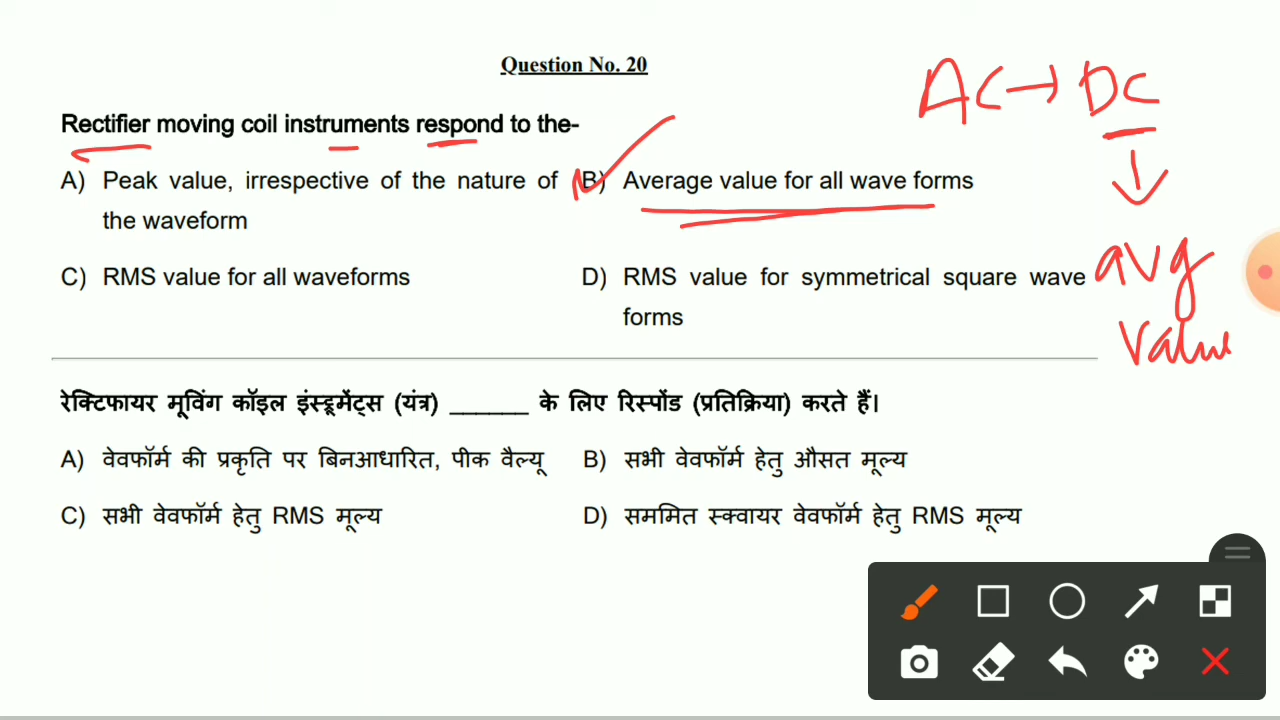 Question No. 20
AC → DC
Rectifier moving coil instruments respond to the-
A) Peak value, irrespective of the nature of the waveform
B) Average value for all wave forms
avg
value
C) RMS value for all waveforms
D) RMS value for symmetrical square wave forms
रेक्टिफायर मूविंग कॉइल इंस्ट्रूमेंट्स (यंत्र) ______ के लिए रिस्पोंड (प्रतिक्रिया) करते हैं।
A) वेवफॉर्म की प्रकृति पर बिनआधारित, पीक वैल्यू
B) सभी वेवफॉर्म हेतु औसत मूल्य
C) सभी वेवफॉर्म हेतु RMS मूल्य
D) सममित स्क्वायर वेवफॉर्म हेतु RMS मूल्य